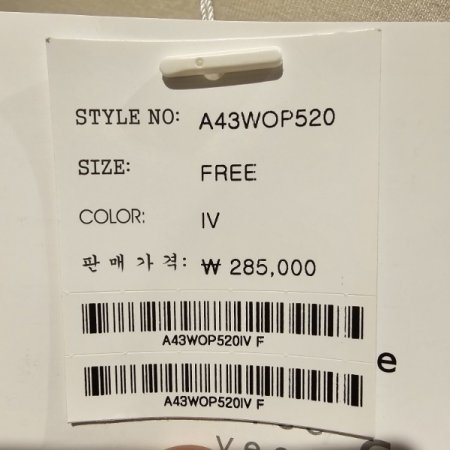 STYLE NO: A43WOP520
SIZE: FREE
COLOR: IV
판매가격: ₩ 285,000
A43WOP520IV F
A43WOP520IV F
e